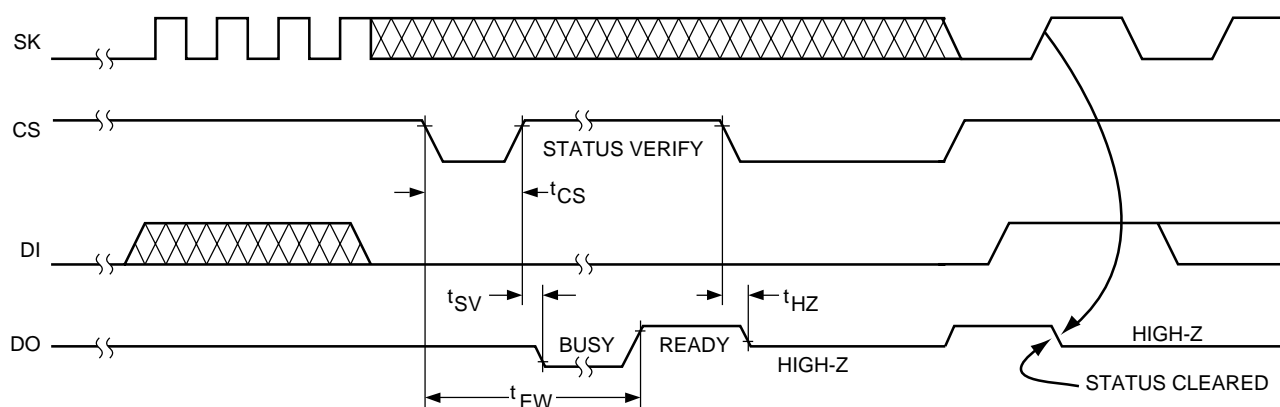 SK
CS
STATUS VERIFY
tCS
DI
tSV
tHZ
DO
BUSY
READY
HIGH-Z
HIGH-Z
tEW
STATUS CLEARED